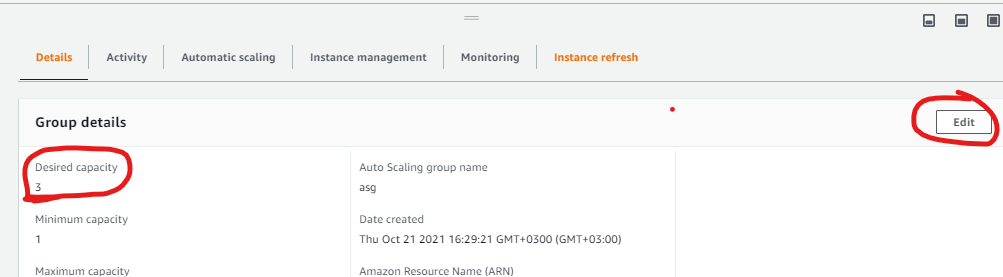 Details Activity Automatic scaling Instance management Monitoring Instance refresh
Group details Edit
Desired capacity
3
Minimum capacity
1
Maximum capacity
Auto Scaling group name
asg
Date created
Thu Oct 21 2021 16:29:21 GMT+0300 (GMT+03:00)
Amazon Resource Name (ARN)